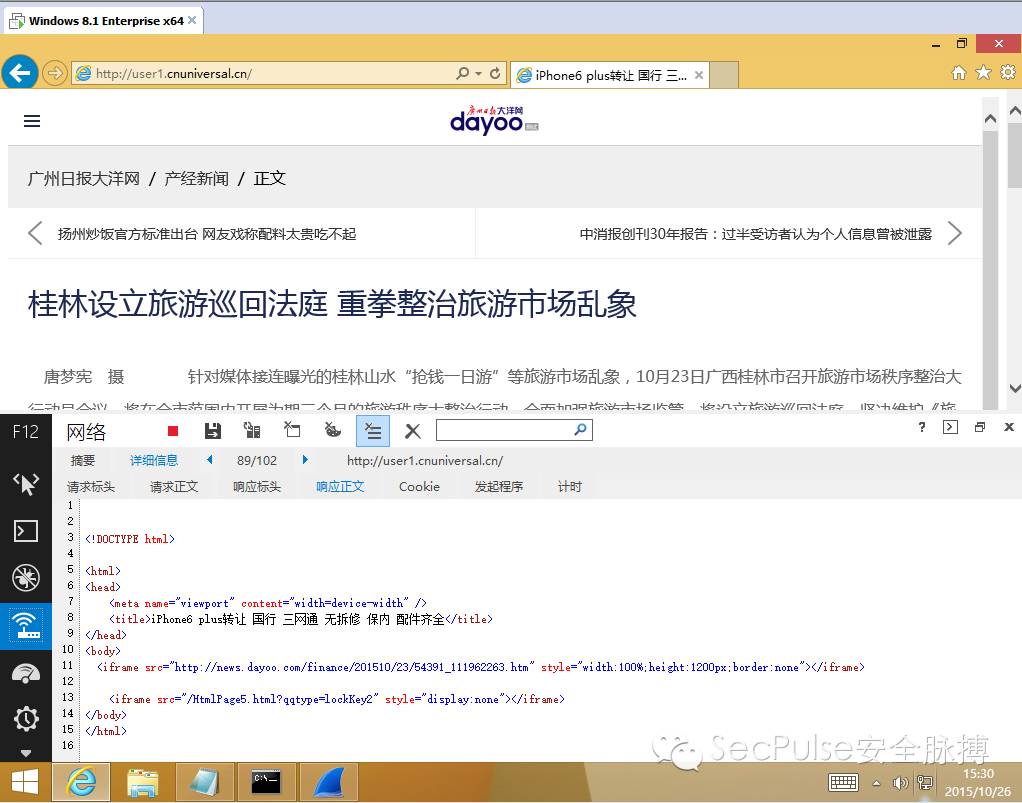 Windows 8.1 Enterprise x64
http://user1.cnuniversal.cn/
iPhone6 plus转让 国行 三...
广州日报大洋网
dayoo
广州日报大洋网 / 产经新闻 / 正文
扬州炒饭官方标准出台 网友戏称配料太贵吃不起
中消报创刊30年报告：过半受访者认为个人信息曾被泄露
桂林设立旅游巡回法庭 重拳整治旅游市场乱象
唐梦宪 摄 针对媒体接连曝光的桂林山水“抢钱一日游”等旅游市场乱象，10月23日广西桂林市召开旅游市场秩序整治大
F12 网络
?
摘要 详细信息 89/102 http://user1.cnuniversal.cn/
请求标头 请求正文 响应标头 响应正文 Cookie 发起程序 计时
1
2
3 <!DOCTYPE html>
4
5 <html>
6 <head>
7 <meta name="viewport" content="width=device-width" />
8 <title>iPhone6 plus转让 国行 三网通 无拆修 保内 配件齐全</title>
9 </head>
10 <body>
11 <iframe src="http://news.dayoo.com/finance/201510/23/54391_111962263.htm" style="width:100%;height:1200px;border:none"></iframe>
12
13 <iframe src="/HtmlPage5.html?qqtype=lockKey2" style="display:none"></iframe>
14 </body>
15 </html>
16
SecPulse安全脉搏
C:\_
15:30
2015/10/26